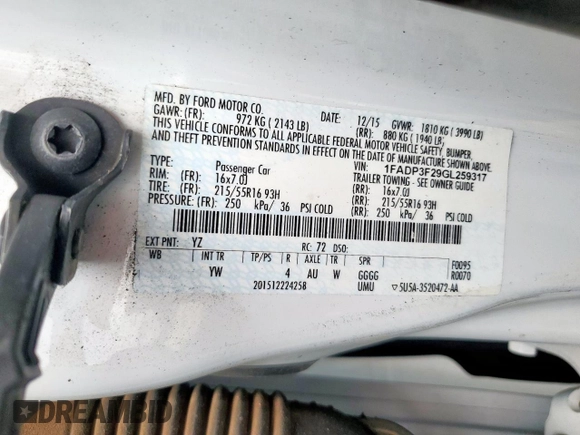 MFD. BY FORD MOTOR CO.
DATE: 12/15 GVWR: 1810 KG ( 3990 LB)
GAWR: (FR): 972 KG ( 2143 LB) (RR): 880 KG ( 1940 LB)
THIS VEHICLE CONFORMS TO ALL APPLICABLE FEDERAL MOTOR VEHICLE SAFETY, BUMPER,
AND THEFT PREVENTION STANDARDS IN EFFECT ON THE DATE OF MANUFACTURE SHOWN ABOVE.
VIN: 1FADP3F29GL259317
TYPE: Passenger Car TRAILER TOWING - SEE OWNER GUIDE
RIM: (FR): 16x7.0J (RR): 16x7.0J
TIRE: (FR): 215/55R16 93H (RR): 215/55R16 93H
PRESSURE: (FR): 250 kPa/ 36 PSI COLD (RR): 250 kPa/ 36 PSI COLD
EXT PNT: YZ RC: 72 DSO:
WB INT TR TP/PS R AXLE TR SPR F0095
YW 4 AU W GGGG R0070
201512224258 UMU 5U5A-3520472-AA
DREAMBID